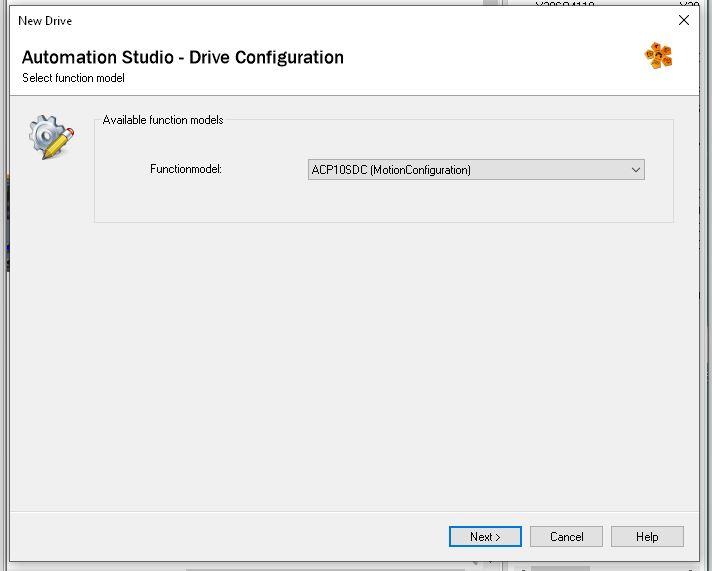 New Drive
Automation Studio - Drive Configuration
Select function model
Available function models
Functionmodel:
ACP10SDC (MotionConfiguration)
Next >
Cancel
Help